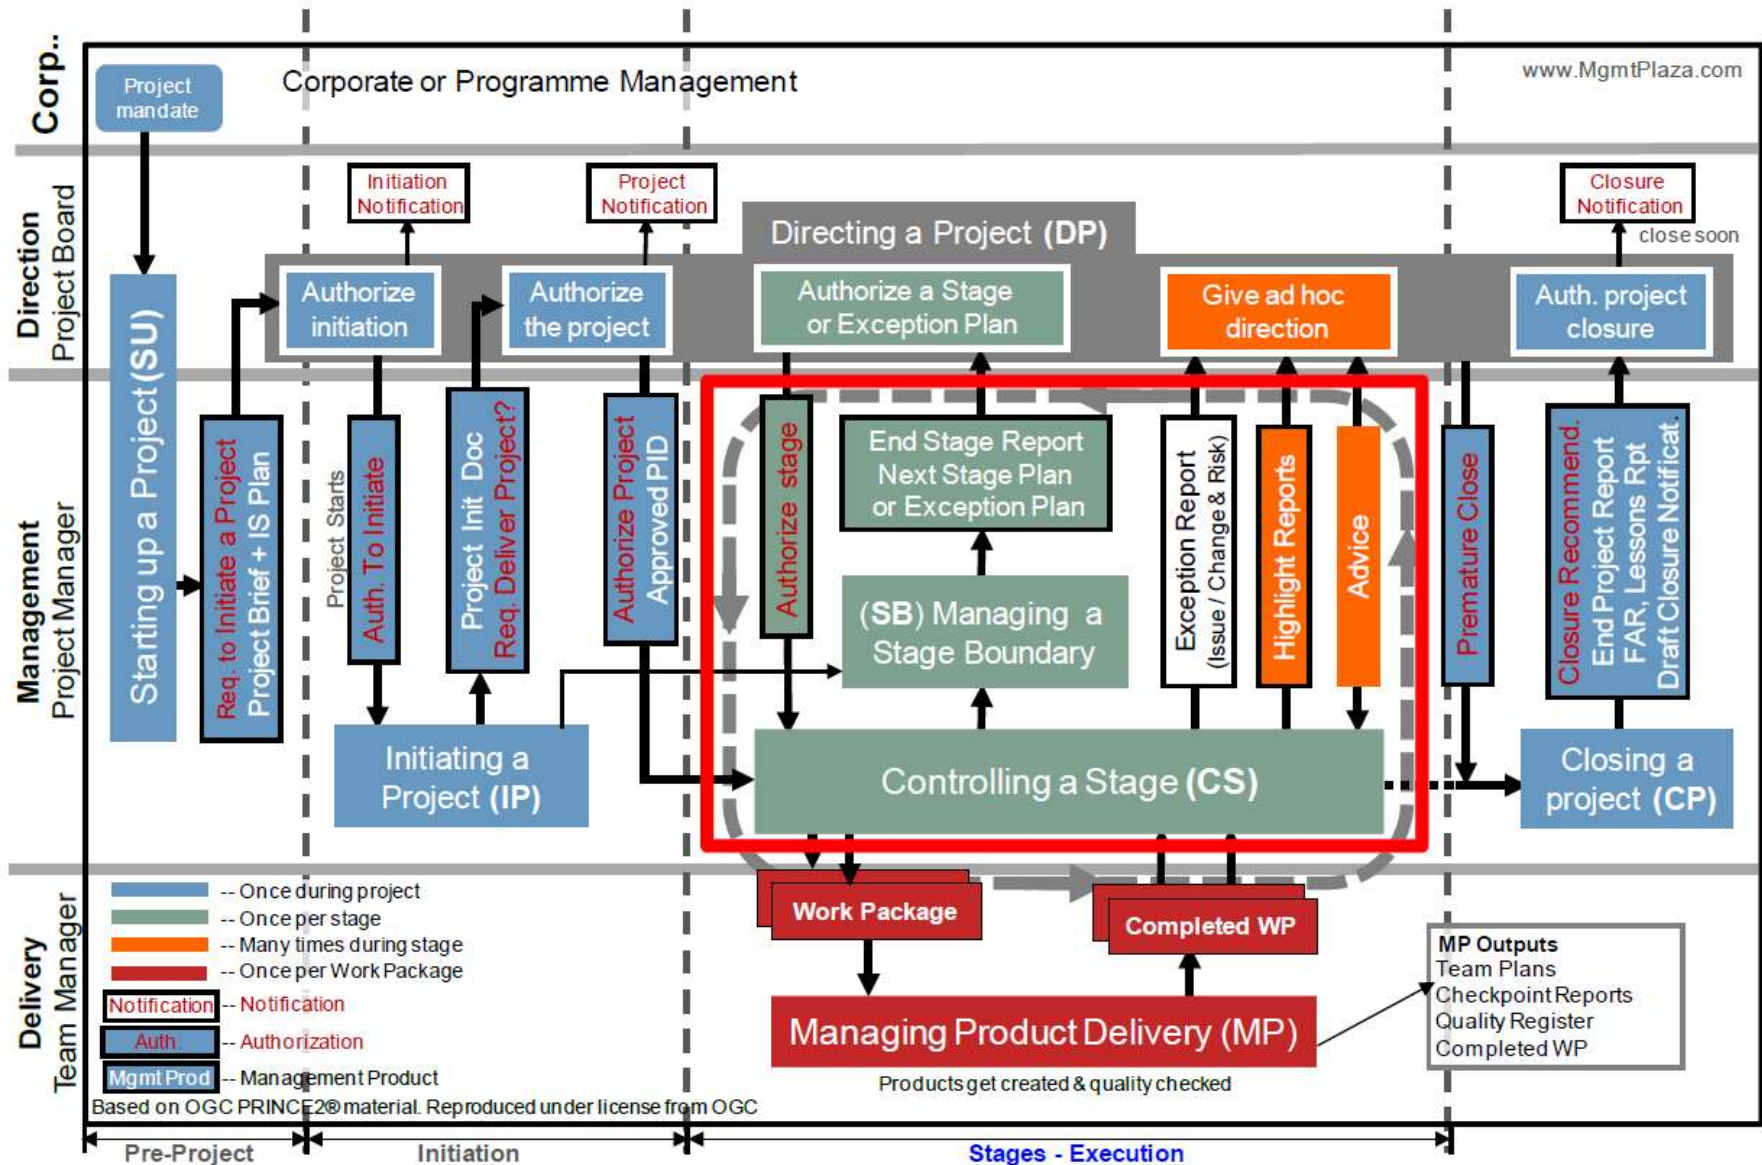 Corp..
Project
mandate
Corporate or Programme Management
www.MgmtPlaza.com
Direction
Project Board
Initiation
Notification
Project
Notification
Closure
Notification
close soon
Directing a Project (DP)
Authorize
initiation
Authorize
the project
Authorize a Stage
or Exception Plan
Give ad hoc
direction
Auth. project
closure
Management
Project Manager
Starting up a Project (SU)
Req. to Initiate a Project
Project Brief + IS Plan
Project Starts
Auth. To Initiate
Project Init Doc
Req. Deliver Project?
Authorize Project
Approved PID
Authorize stage
End Stage Report
Next Stage Plan
or Exception Plan
(SB) Managing a
Stage Boundary
Exception Report
(Issue / Change & Risk)
Highlight Reports
Advice
Premature Close
Closure Recommend.
End Project Report
FAR, Lessons Rpt
Draft Closure Notificat.
Initiating a
Project (IP)
Controlling a Stage (CS)
Closing a
project (CP)
Delivery
Team Manager
-- Once during project
-- Once per stage
-- Many times during stage
-- Once per Work Package
Notification -- Notification
Auth. -- Authorization
Mgmt Prod -- Management Product
Based on OGC PRINCE2® material. Reproduced under license from OGC
Work Package
Completed WP
Managing Product Delivery (MP)
Products get created & quality checked
MP Outputs
Team Plans
Checkpoint Reports
Quality Register
Completed WP
Pre-Project
Initiation
Stages - Execution